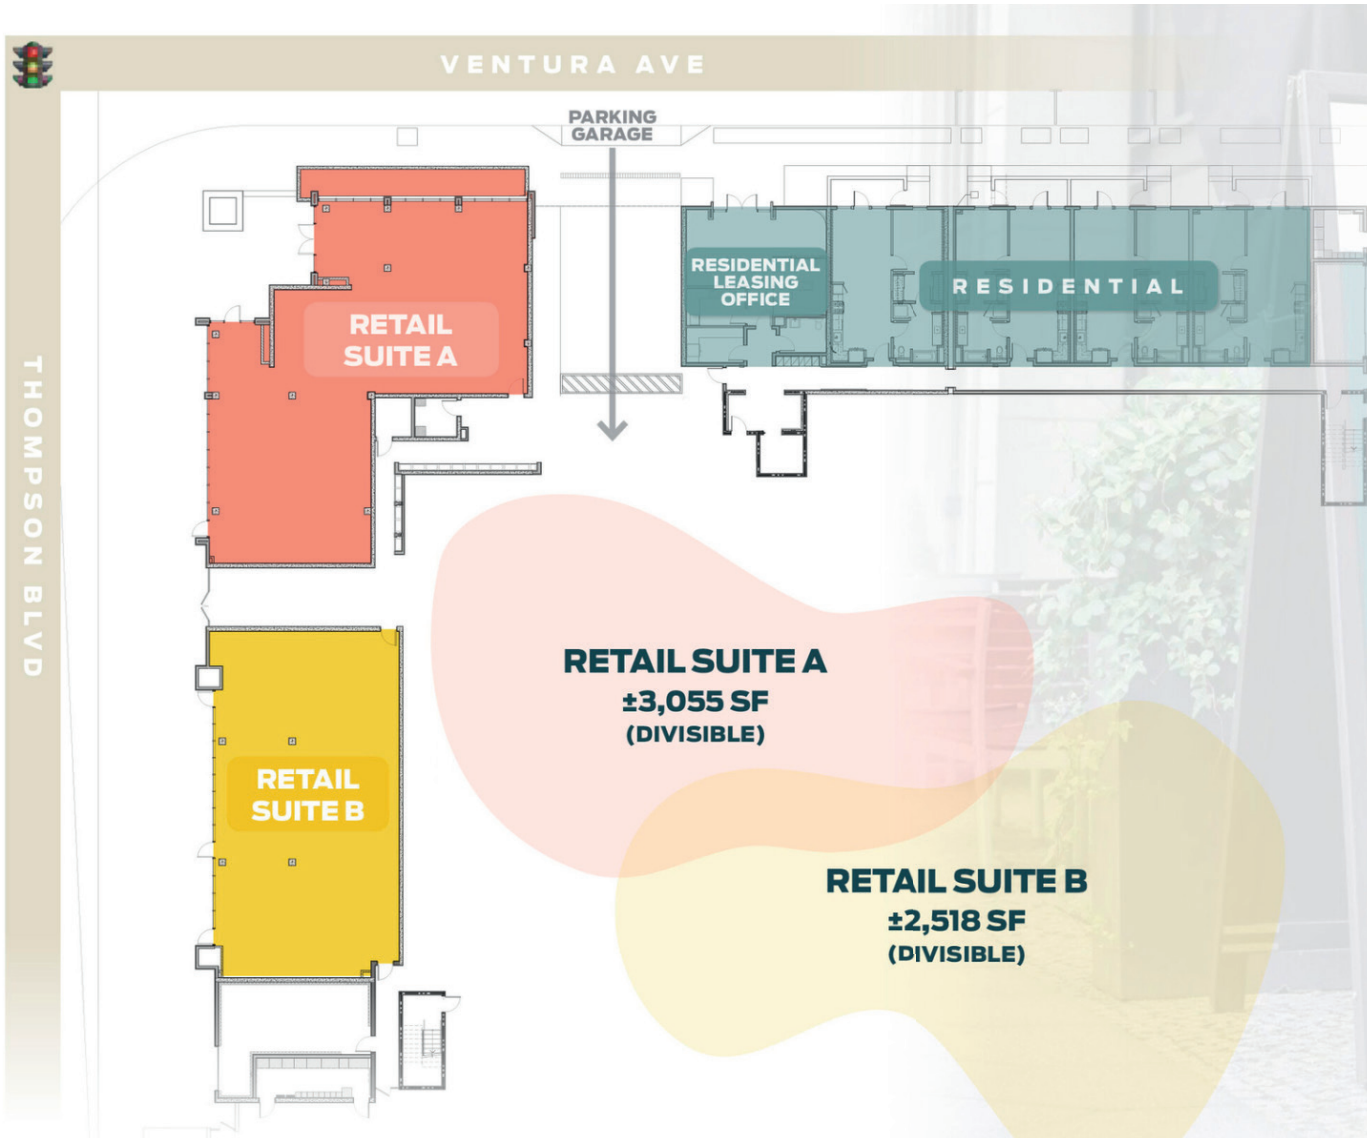 VENTURA AVE
PARKING
GARAGE
THOMPSON BLVD
RETAIL
SUITE A
RESIDENTIAL
LEASING
OFFICE
RESIDENTIAL
RETAIL SUITE A
±3,055 SF
(DIVISIBLE)
RETAIL
SUITE B
RETAIL SUITE B
±2,518 SF
(DIVISIBLE)